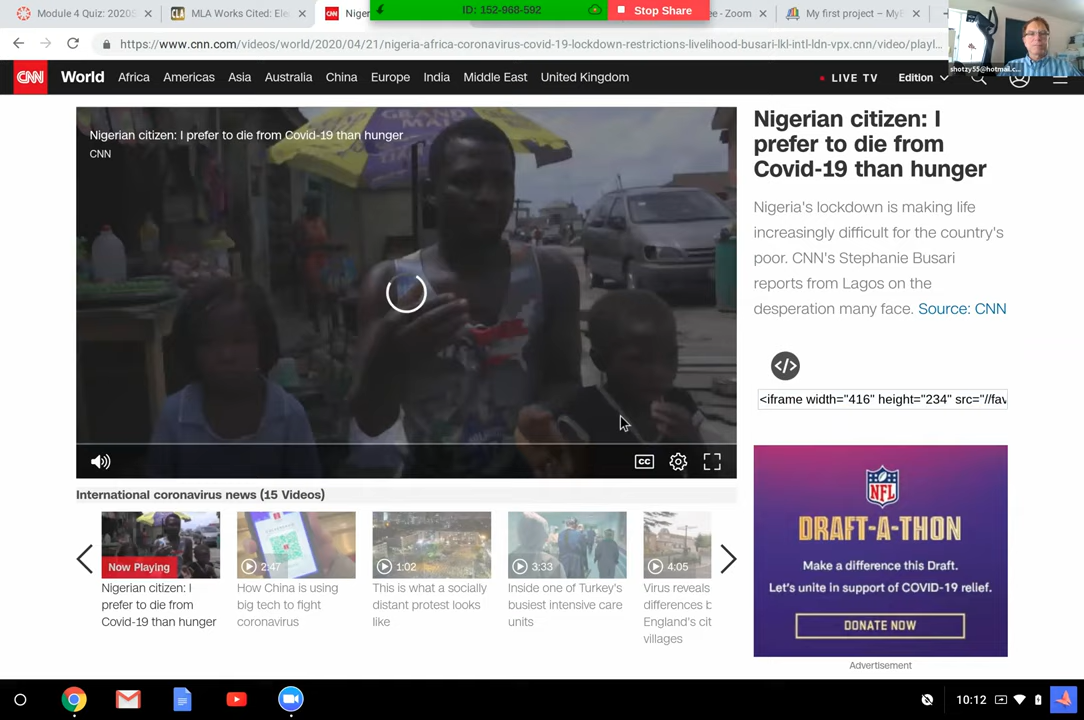 Module 4 Quiz: 2020S
MLA Works Cited: Ele
Niger
ID: 152-968-592
Stop Share
ee - Zoom
My first project – MyB
https://www.cnn.com/videos/world/2020/04/21/nigeria-africa-coronavirus-covid-19-lockdown-restrictions-livelihood-busari-lkl-intl-ldn-vpx.cnn/video/playl...
shotzy55@hotmail.c...
CNN World Africa Americas Asia Australia China Europe India Middle East United Kingdom LIVE TV Edition
Nigerian citizen: I prefer to die from Covid-19 than hunger
CNN
Nigerian citizen: I
prefer to die from
Covid-19 than hunger
Nigeria's lockdown is making life
increasingly difficult for the country's
poor. CNN's Stephanie Busari
reports from Lagos on the
desperation many face. Source: CNN
</>
<iframe width="416" height="234" src="//fav
CC
International coronavirus news (15 Videos)
Now Playing
2:47
1:02
3:33
4:05
Nigerian citizen: I
prefer to die from
Covid-19 than hunger
How China is using
big tech to fight
coronavirus
This is what a socially
distant protest looks
like
Inside one of Turkey's
busiest intensive care
units
Virus reveals
differences b
England's cit
villages
NFL
DRAFT-A-THON
Make a difference this Draft.
Let's unite in support of COVID-19 relief.
DONATE NOW
Advertisement
10:12